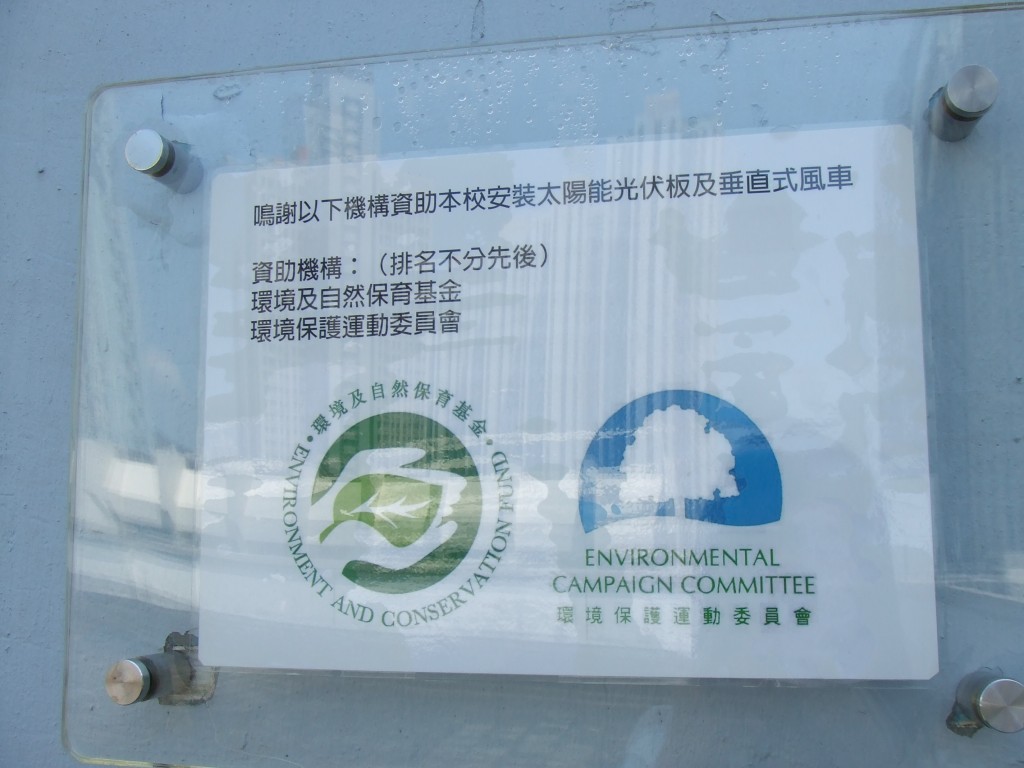 鳴謝以下機構資助本校安裝太陽能光伏板及垂直式風車
資助機構：（排名不分先後）
環境及自然保育基金
環境保護運動委員會
• 環境及自然保育基金 •
ENVIRONMENT AND CONSERVATION FUND
ENVIRONMENTAL
CAMPAIGN COMMITTEE
環境保護運動委員會